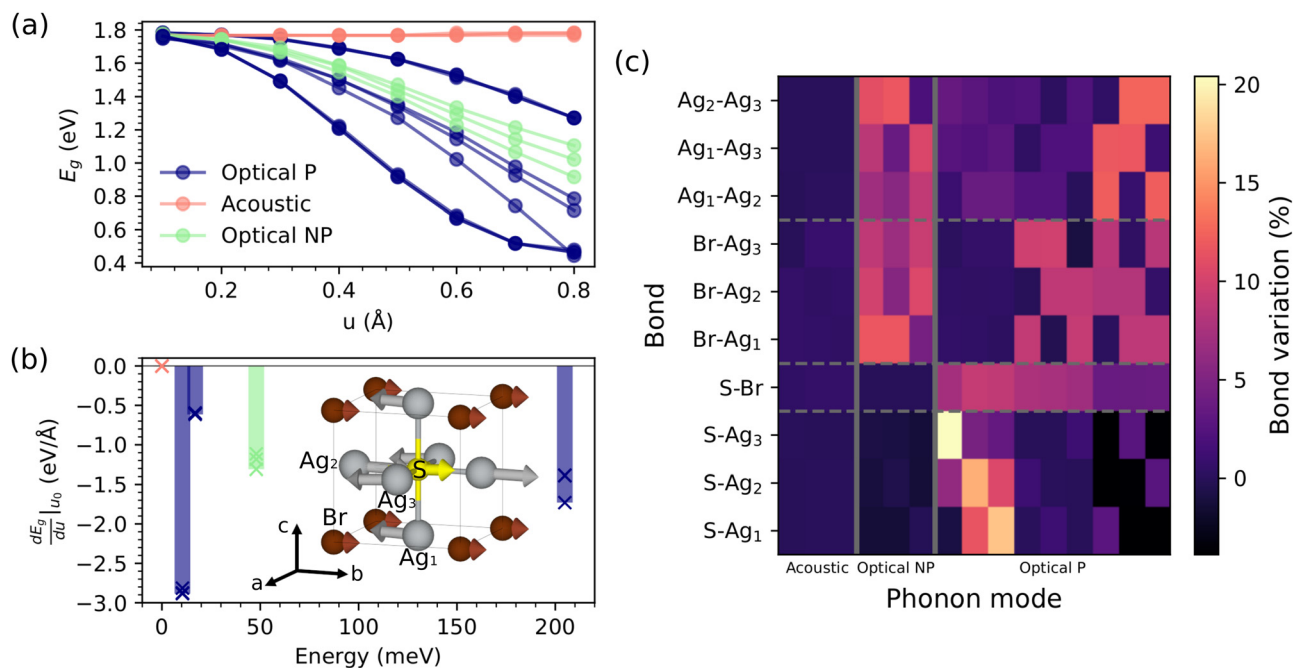 (a)
1.8
1.6
1.4
1.2
1.0
0.8
0.6
0.4
E_g (eV)
Optical P
Acoustic
Optical NP
0.2 0.4 0.6 0.8
u (Å)
(b)
0.0
−0.5
−1.0
−1.5
−2.0
−2.5
−3.0
dE_g/du|u_0 (eV/Å)
Ag₂
S
Ag₃
Br
Ag₁
c
a
b
0 50 100 150 200
Energy (meV)
(c)
Bond
Ag₂-Ag₃
Ag₁-Ag₃
Ag₁-Ag₂
Br-Ag₃
Br-Ag₂
Br-Ag₁
S-Br
S-Ag₃
S-Ag₂
S-Ag₁
Acoustic Optical NP Optical P
Phonon mode
20
15
10
5
0
Bond variation (%)